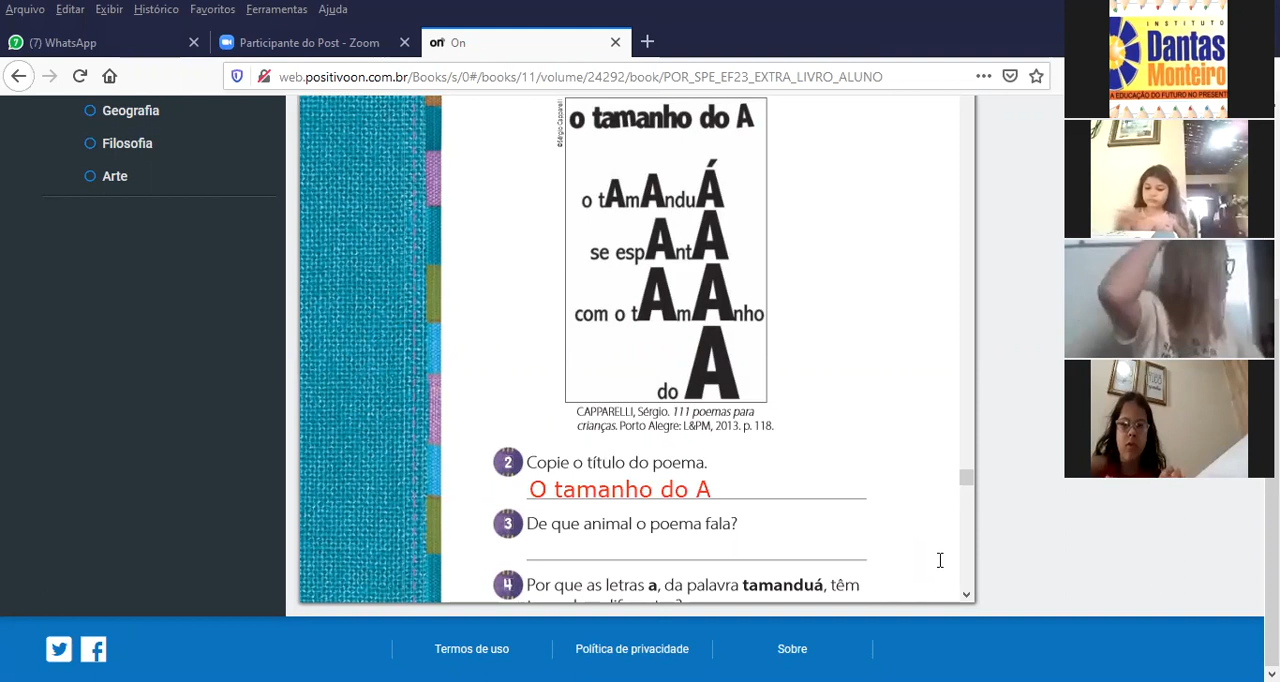 Arquivo Editar Exibir Histórico Favoritos Ferramentas Ajuda
(7) WhatsApp
Participante do Post - Zoom
on On
web.positivoon.com.br/Books/v/0#/books/11/volume/24292/book/POR_SPE_EF23_EXTRA_LIVRO_ALUNO
Geografia
Filosofia
Arte
o tamanho do A
o tAmAnduÁ
se espAntA
com o tAmAnho
do A
CAPPARELLI, Sérgio. 111 poemas para
crianças. Porto Alegre: L&PM, 2013. p. 118.
2 Copie o título do poema.
O tamanho do A
3 De que animal o poema fala?
4 Por que as letras a, da palavra tamanduá, têm
INSTITUTO
Dantas
Monteiro
A EDUCAÇÃO DO FUTURO NO PRESENT
Termos de uso
Política de privacidade
Sobre